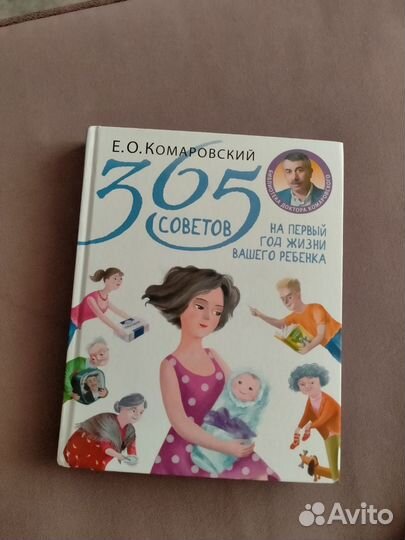 Е. О. КОМАРОВСКИЙ
365
СОВЕТОВ
НА ПЕРВЫЙ
ГОД ЖИЗНИ
ВАШЕГО РЕБЕНКА
БИБЛИОТЕКА ДОКТОРА КОМАРОВСКОГО
Avito